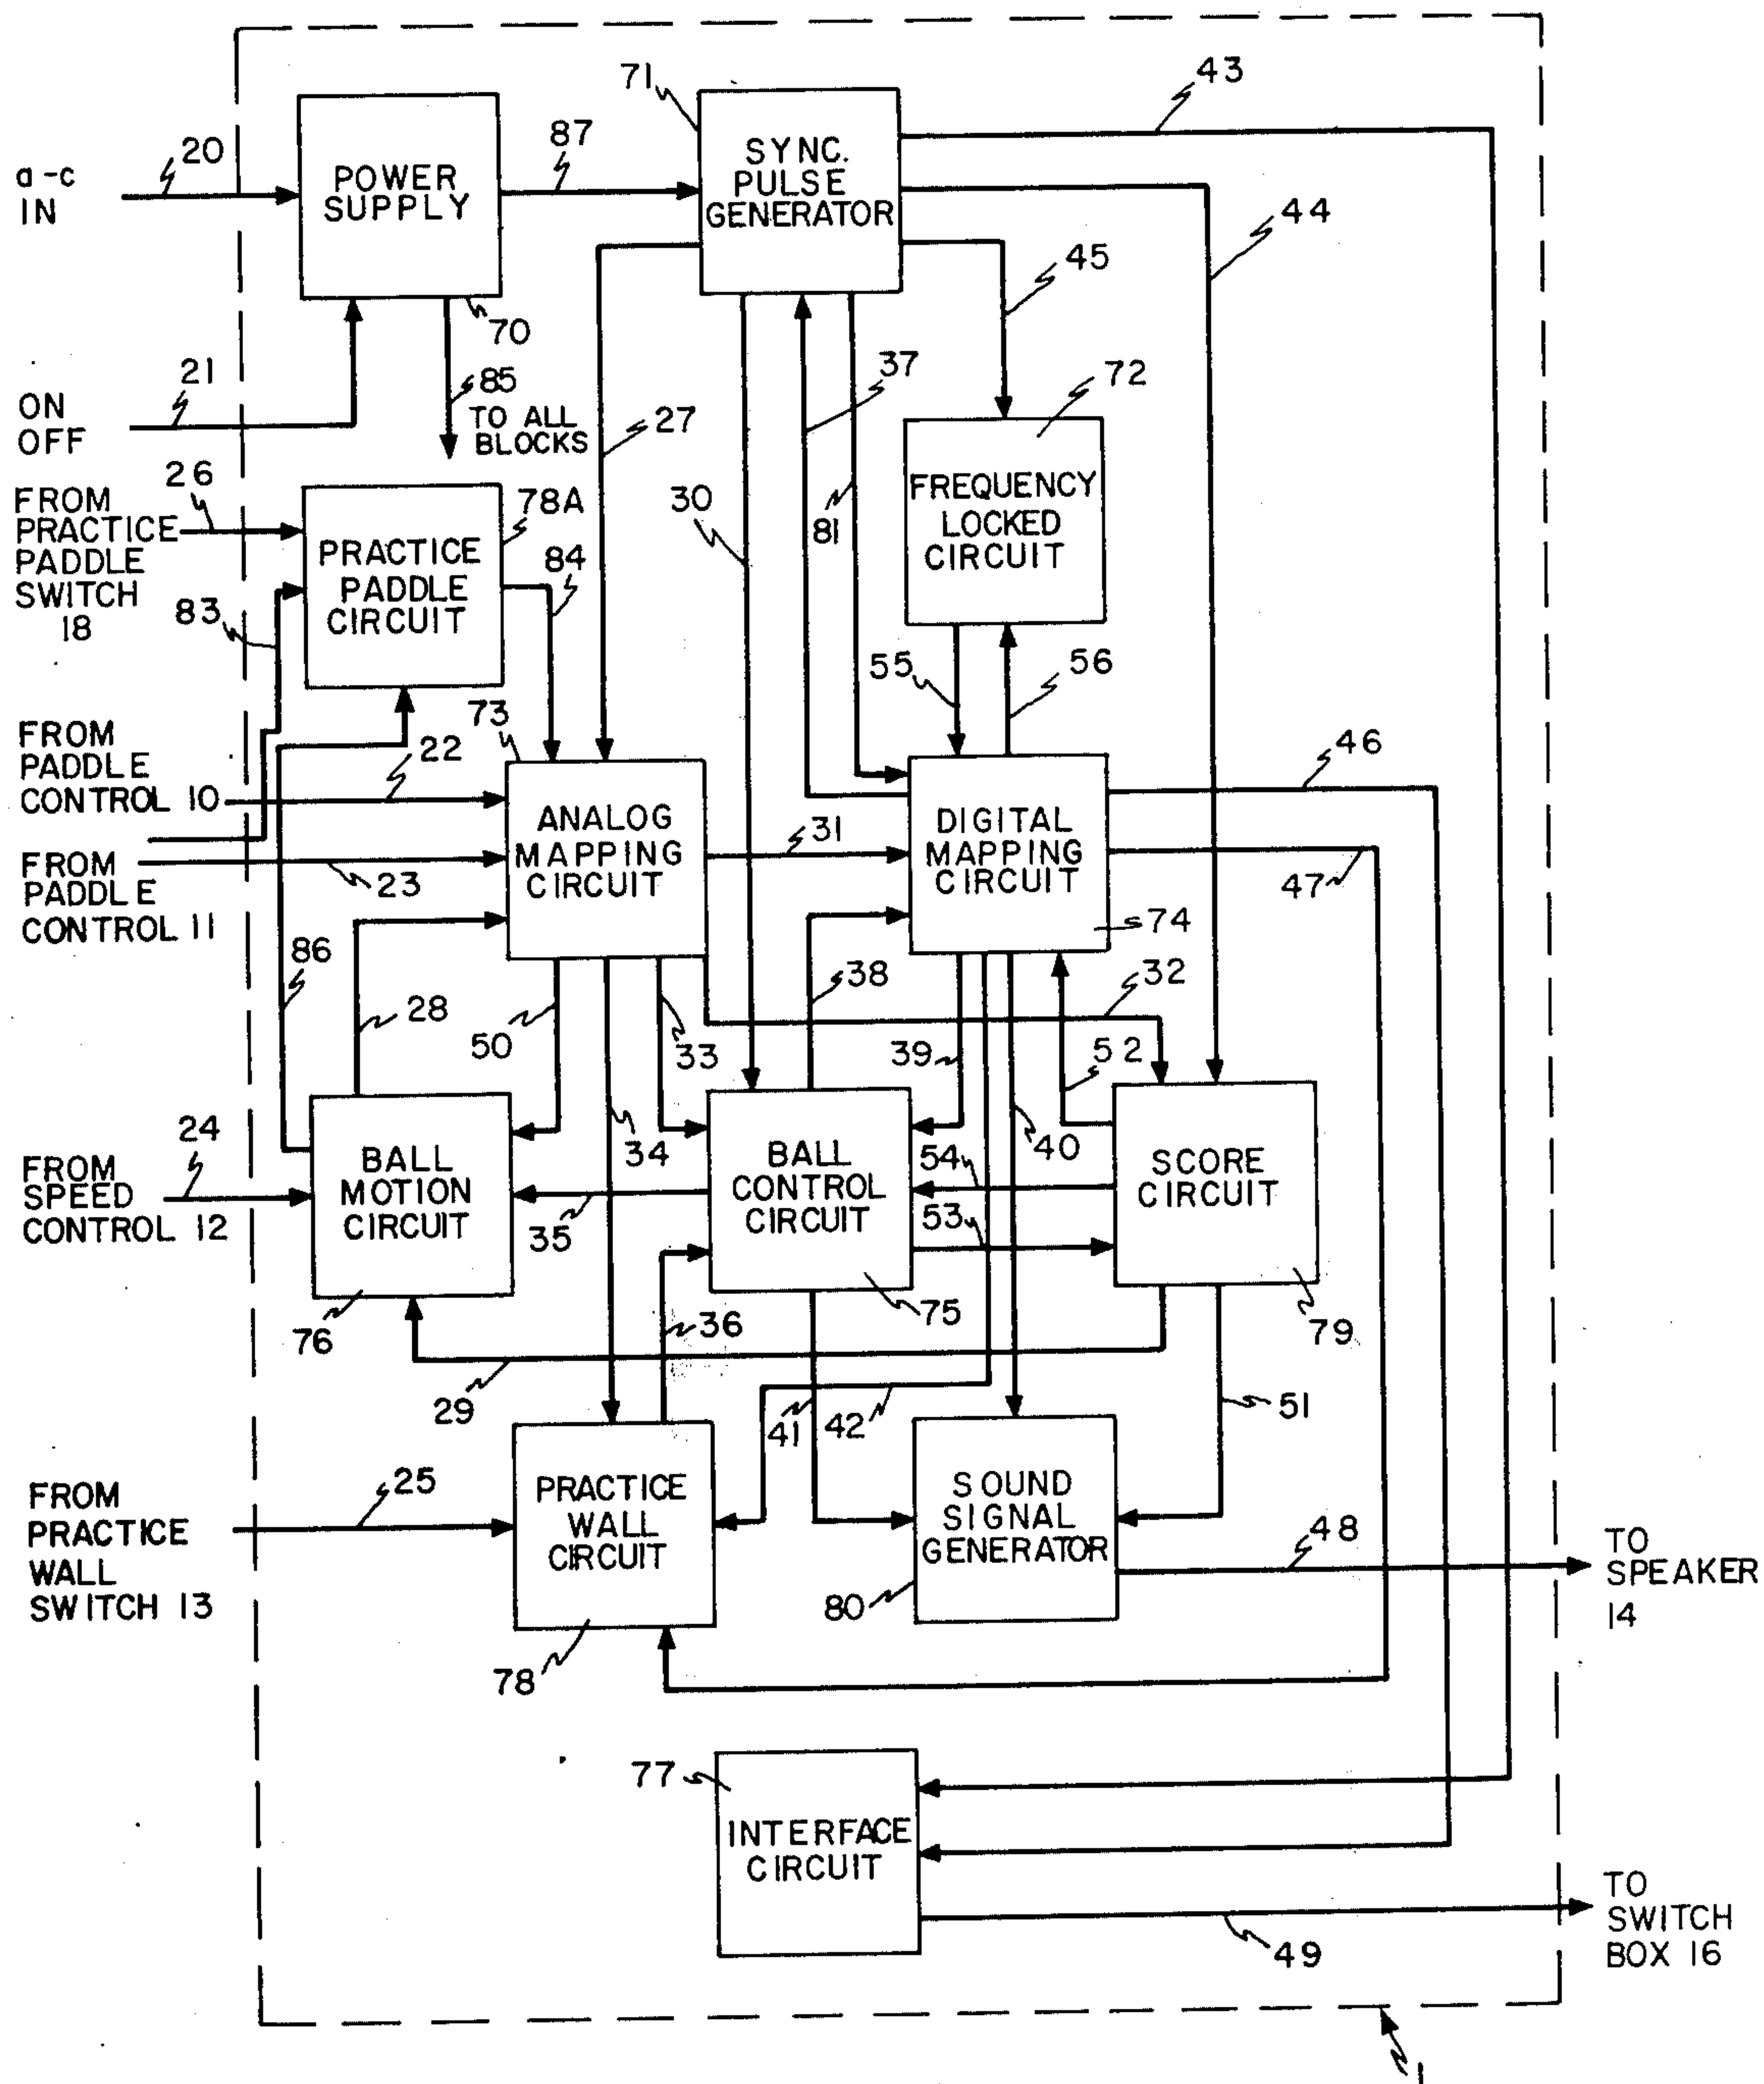 43
71
SYNC.
PULSE
GENERATOR
87
20
a-c
IN
POWER
SUPPLY
44
45
70
21
ON
OFF
85
TO ALL
BLOCKS
27
37
72
26
FROM
PRACTICE
PADDLE
SWITCH
18
78A
30
81
FREQUENCY
LOCKED
CIRCUIT
PRACTICE
PADDLE
CIRCUIT
84
83
55
56
73
22
46
FROM
PADDLE
CONTROL 10
ANALOG
MAPPING
CIRCUIT
31
DIGITAL
MAPPING
CIRCUIT
FROM
PADDLE
CONTROL 11
23
47
74
86
28
50
33
38
32
39
52
24
34
40
FROM
SPEED
CONTROL 12
BALL
MOTION
CIRCUIT
BALL
CONTROL
CIRCUIT
54
SCORE
CIRCUIT
35
53
76
36
75
79
29
41
42
51
FROM
PRACTICE
WALL
SWITCH 13
25
PRACTICE
WALL
CIRCUIT
SOUND
SIGNAL
GENERATOR
48
TO
SPEAKER
14
80
78
77
INTERFACE
CIRCUIT
TO
SWITCH
BOX 16
49
1